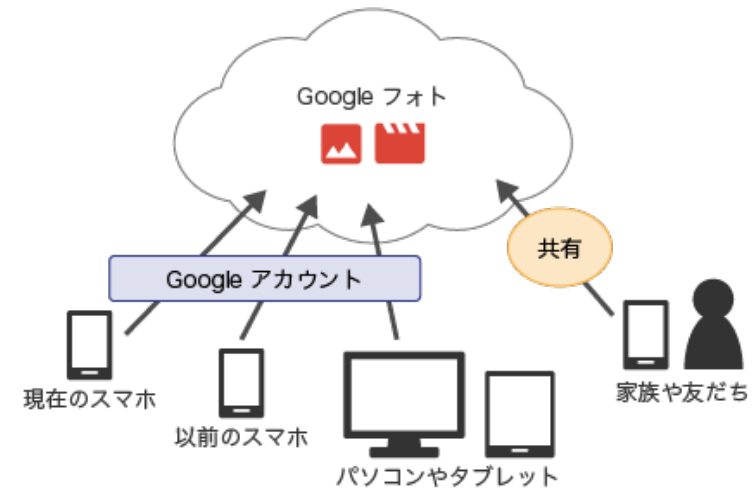 Google フォト
共有
Google アカウント
現在のスマホ
以前のスマホ
パソコンやタブレット
家族や友だち